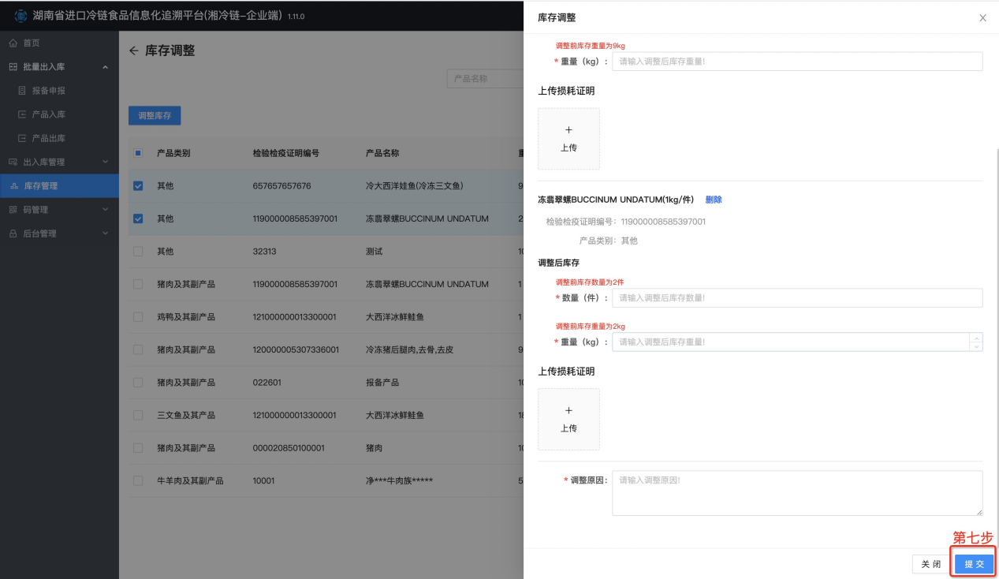 湖南省进口冷链食品信息化追溯平台(湘冷链-企业端) 1.11.0
首页
批量出入库
报备申报
产品入库
产品出库
出入库管理
库存管理
码管理
后台管理
← 库存调整
产品名称
调整库存
产品类别 检验检疫证明编号 产品名称 重
其他 657657657676 冷大西洋娃鱼(冷冻三文鱼) 9
其他 119000008585397001 冻翡翠螺BUCCINUM UNDATUM 2
其他 32313 测试 10
猪肉及其副产品 119000008585397001 冻翡翠螺BUCCINUM UNDATUM 1
鸡鸭及其副产品 121000000013300001 大西洋冰鲜鲑鱼 1
猪肉及其副产品 120000005307336001 冷冻猪后腿肉,去骨,去皮 9
猪肉及其副产品 022601 报备产品 10
三文鱼及其产品 121000000013300001 大西洋冰鲜鲑鱼 18
猪肉及其副产品 000020850100001 猪肉 10
牛羊肉及其副产品 10001 净***牛肉族***** 5
库存调整
调整前库存重量为9kg
* 重量（kg）: 请输入调整后库存重量!
上传损耗证明
+
上传
冻翡翠螺BUCCINUM UNDATUM(1kg/件) 删除
检验检疫证明编号: 119000008585397001
产品类别: 其他
调整后库存
调整前库存数量为2件
* 数量（件）: 请输入调整后库存数量!
调整前库存重量为2kg
* 重量（kg）: 请输入调整后库存重量!
上传损耗证明
+
上传
* 调整原因: 请输入调整原因!
第七步
关 闭
提 交